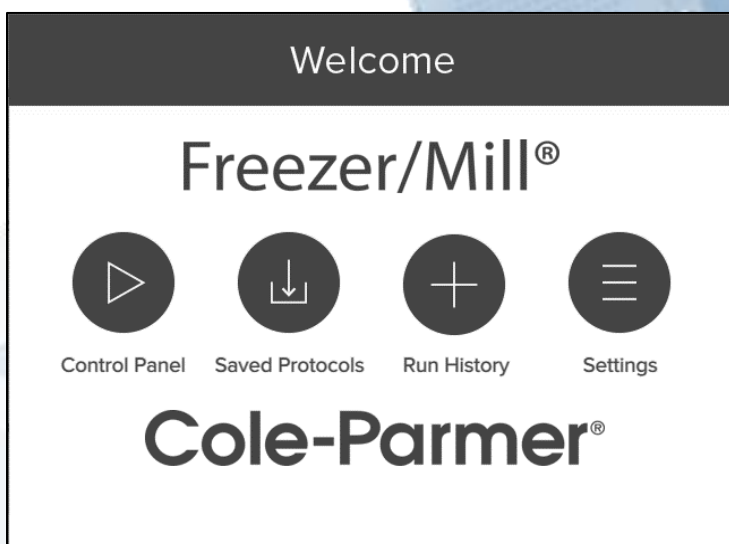 Welcome
Freezer/Mill®
Control Panel Saved Protocols Run History Settings
Cole-Parmer®